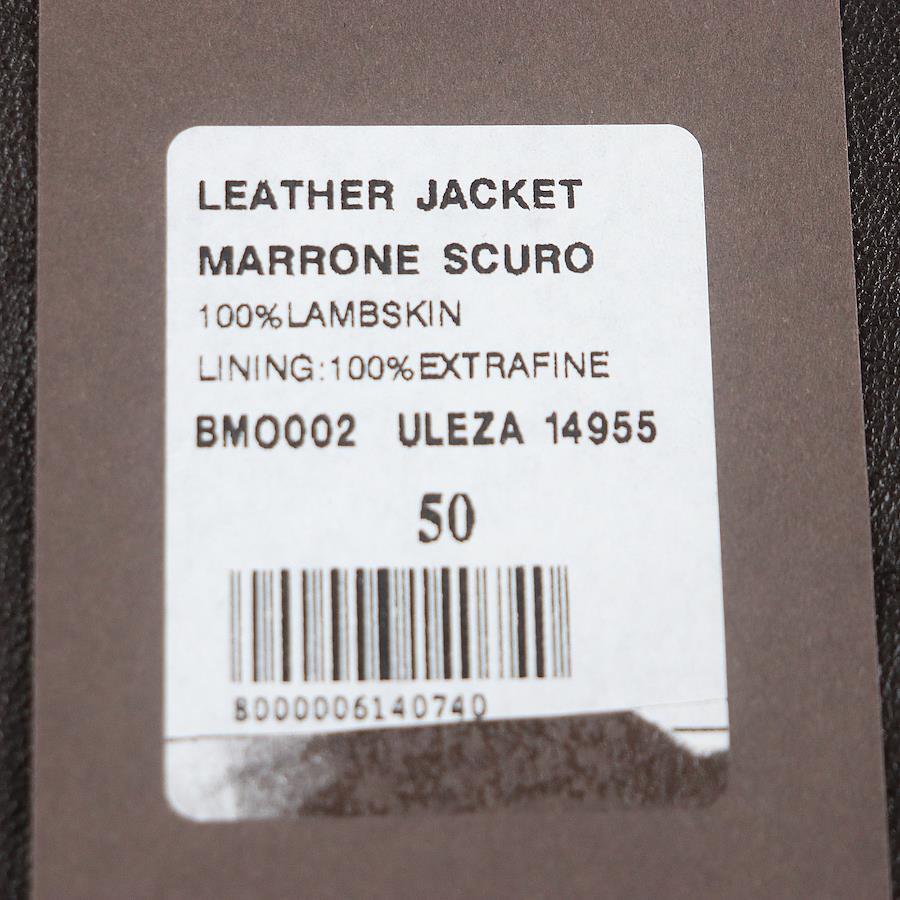 LEATHER JACKET
MARRONE SCURO
100%LAMBSKIN
LINING:100%EXTRAFINE
BMO002 ULEZA 14955
50
8000006140740